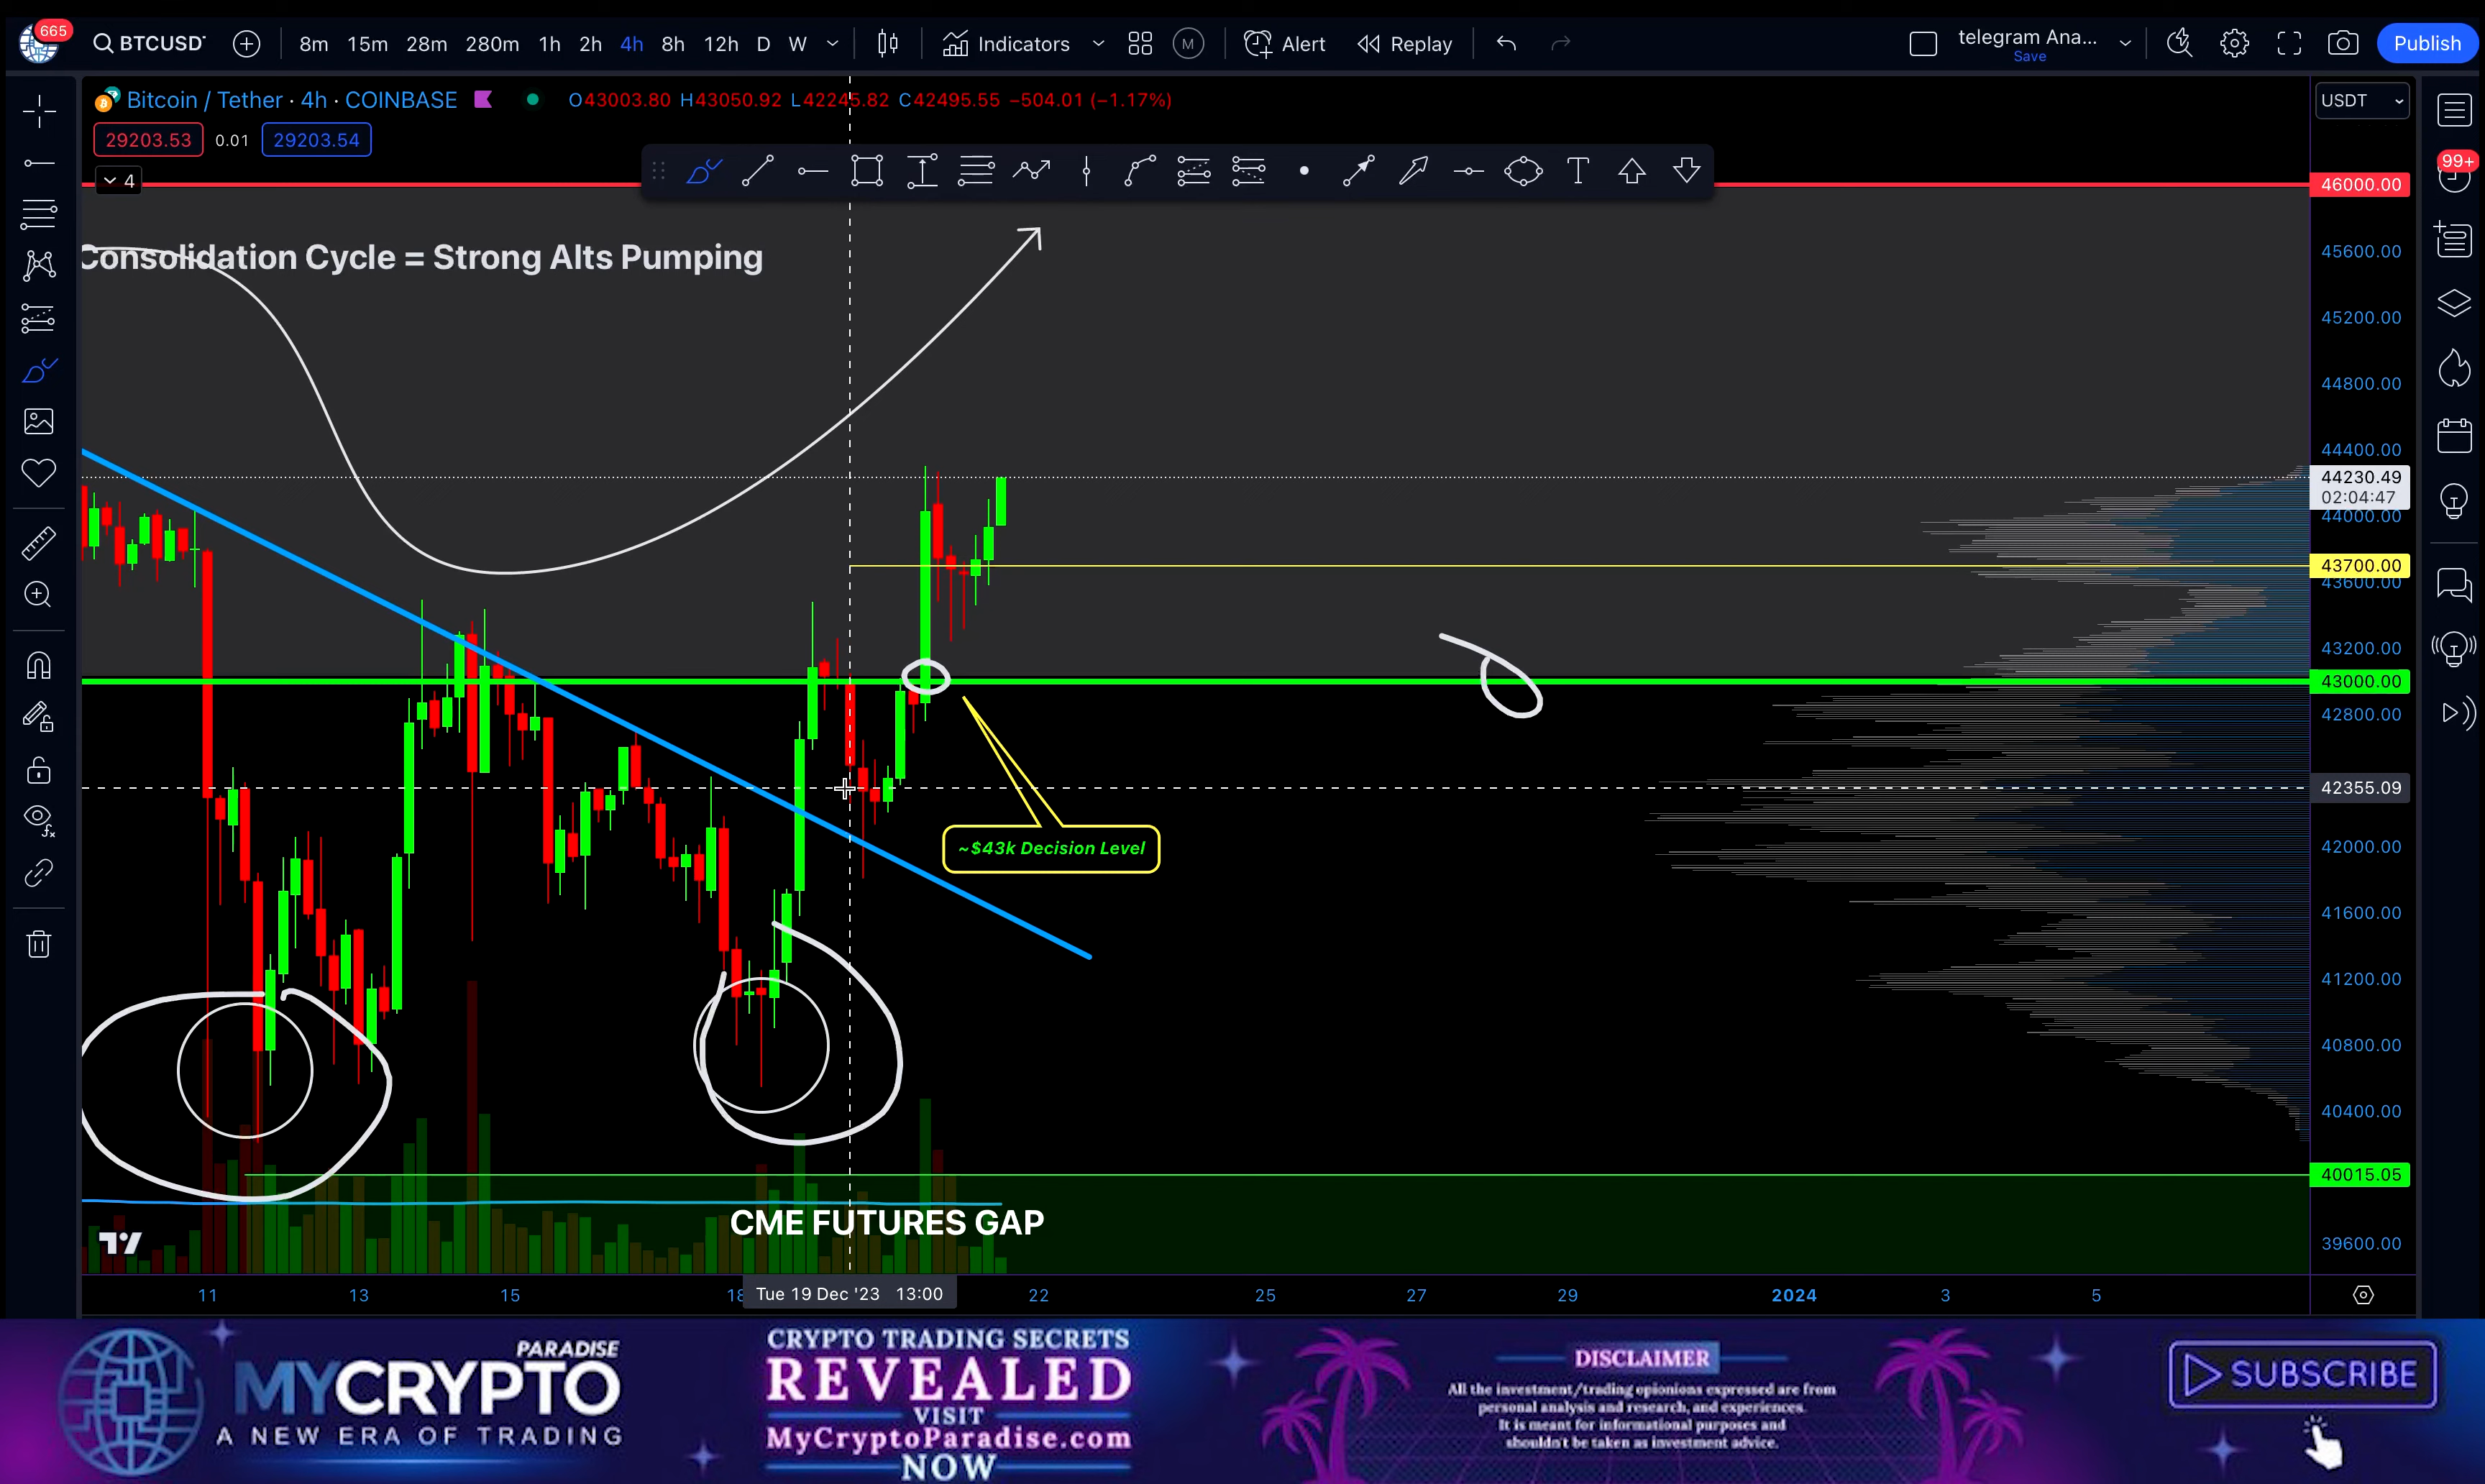 665
BTCUSDT
8m 15m 28m 280m 1h 2h 4h 8h 12h D W
Indicators
M
Alert
Replay
telegram Ana...
Save
Publish
Bitcoin / Tether · 4h · COINBASE
O43003.80 H43050.92 L42245.82 C42495.55 −504.01 (−1.17%)
USDT
29203.53 0.01 29203.54
99+
4
46000.00
Consolidation Cycle = Strong Alts Pumping
45600.00
45200.00
44800.00
44400.00
44230.49
02:04:47
44000.00
43700.00
43600.00
43200.00
43000.00
42800.00
42355.09
~$43k Decision Level
42000.00
41600.00
41200.00
40800.00
40400.00
40015.05
CME FUTURES GAP
39600.00
11 13 15 18 Tue 19 Dec '23 13:00 22 25 27 29 2024 3 5
PARADISE
MYCRYPTO
A NEW ERA OF TRADING
CRYPTO TRADING SECRETS
REVEALED
VISIT
MyCryptoParadise.com
NOW
DISCLAIMER
All the investment/trading opionions expressed are from
personal analysis and research, and experiences.
It is meant for informational purposes and
shouldn't be taken as investment advice.
SUBSCRIBE